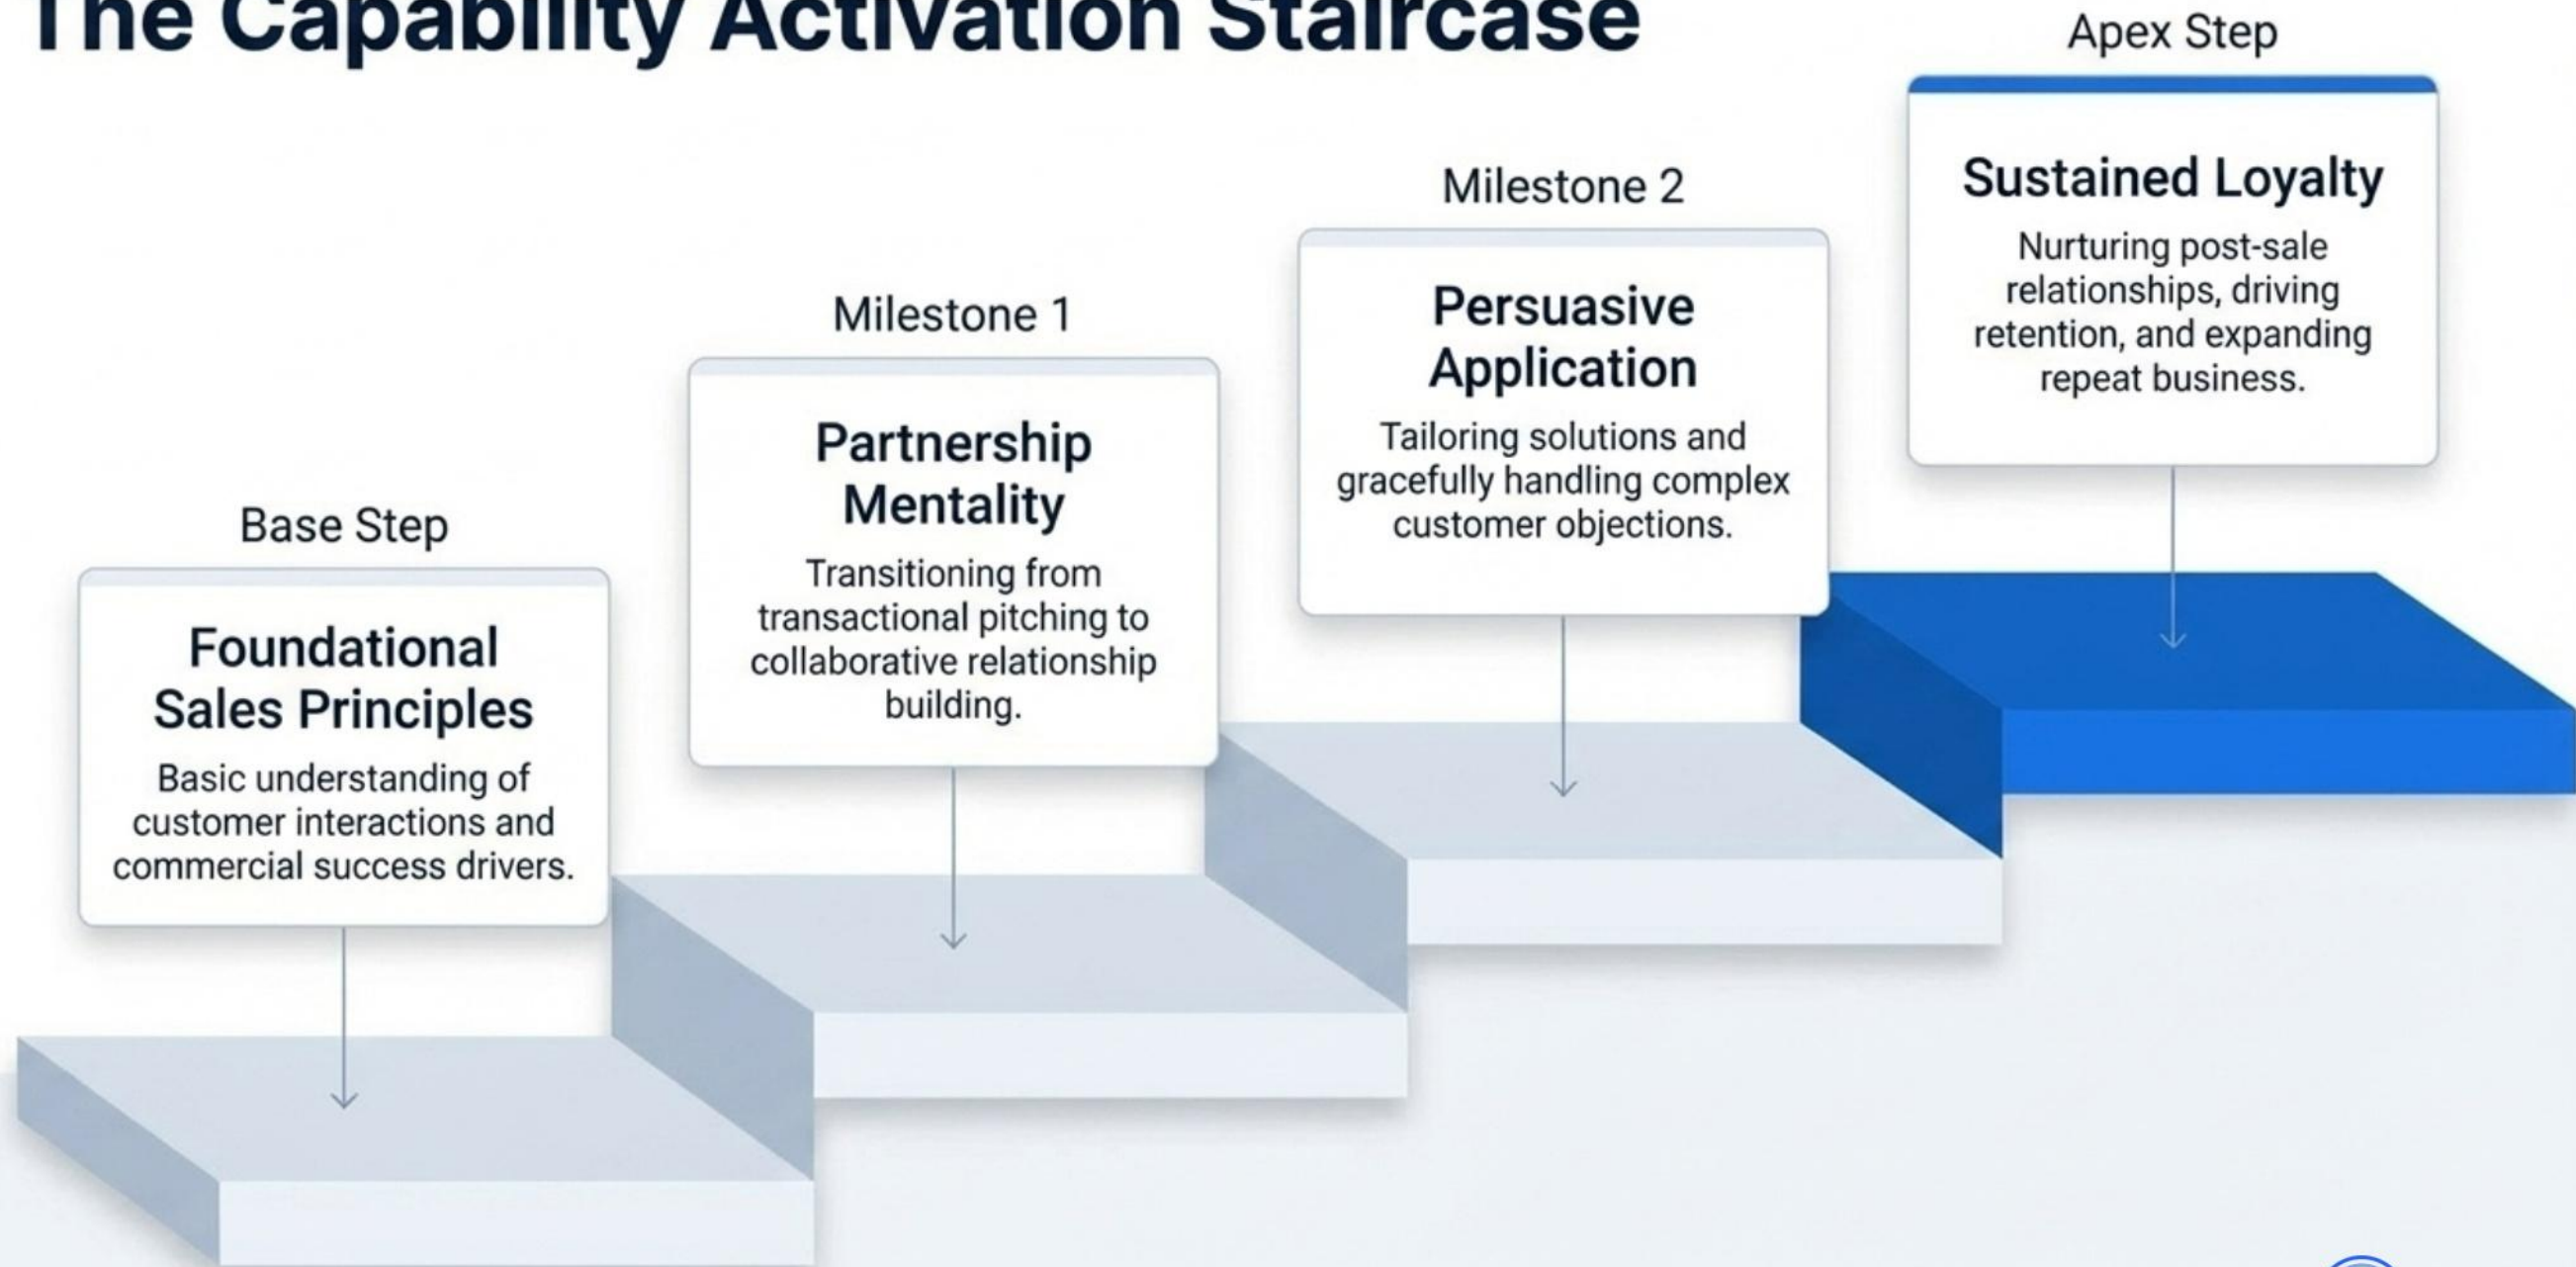 The Capability Activation Staircase
Apex Step
Sustained Loyalty
Nurturing post-sale
relationships, driving
retention, and expanding
repeat business.
Milestone 2
Persuasive
Application
Tailoring solutions and
gracefully handling complex
customer objections.
Milestone 1
Partnership
Mentality
Transitioning from
transactional pitching to
collaborative relationship
building.
Base Step
Foundational
Sales Principles
Basic understanding of
customer interactions and
commercial success drivers.